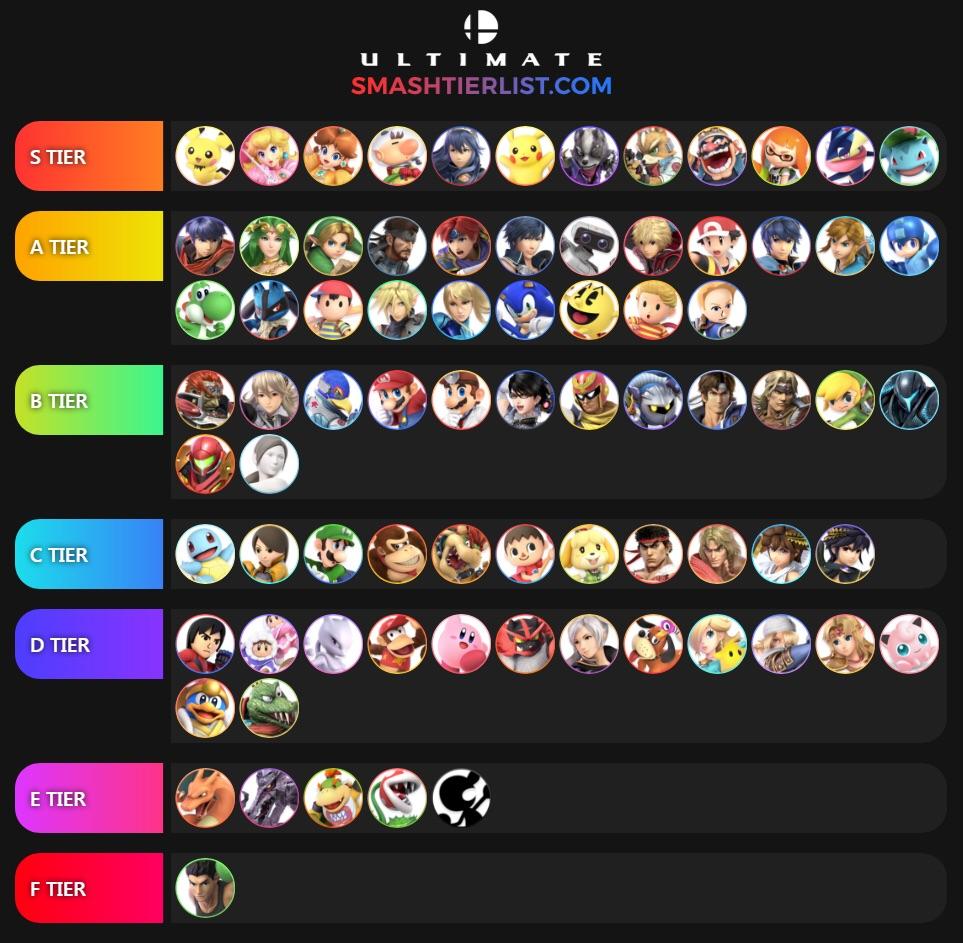 ULTIMATE
SMASHTIERLIST.COM
S TIER
A TIER
B TIER
C TIER
D TIER
E TIER
F TIER